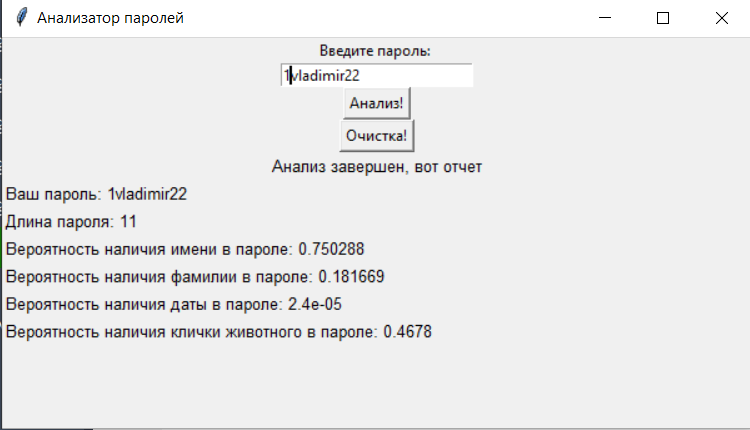 Анализатор паролей
Введите пароль:
1vladimir22
Анализ!
Очистка!
Анализ завершен, вот отчет
Ваш пароль: 1vladimir22
Длина пароля: 11
Вероятность наличия имени в пароле: 0.750288
Вероятность наличия фамилии в пароле: 0.181669
Вероятность наличия даты в пароле: 2.4e-05
Вероятность наличия клички животного в пароле: 0.4678